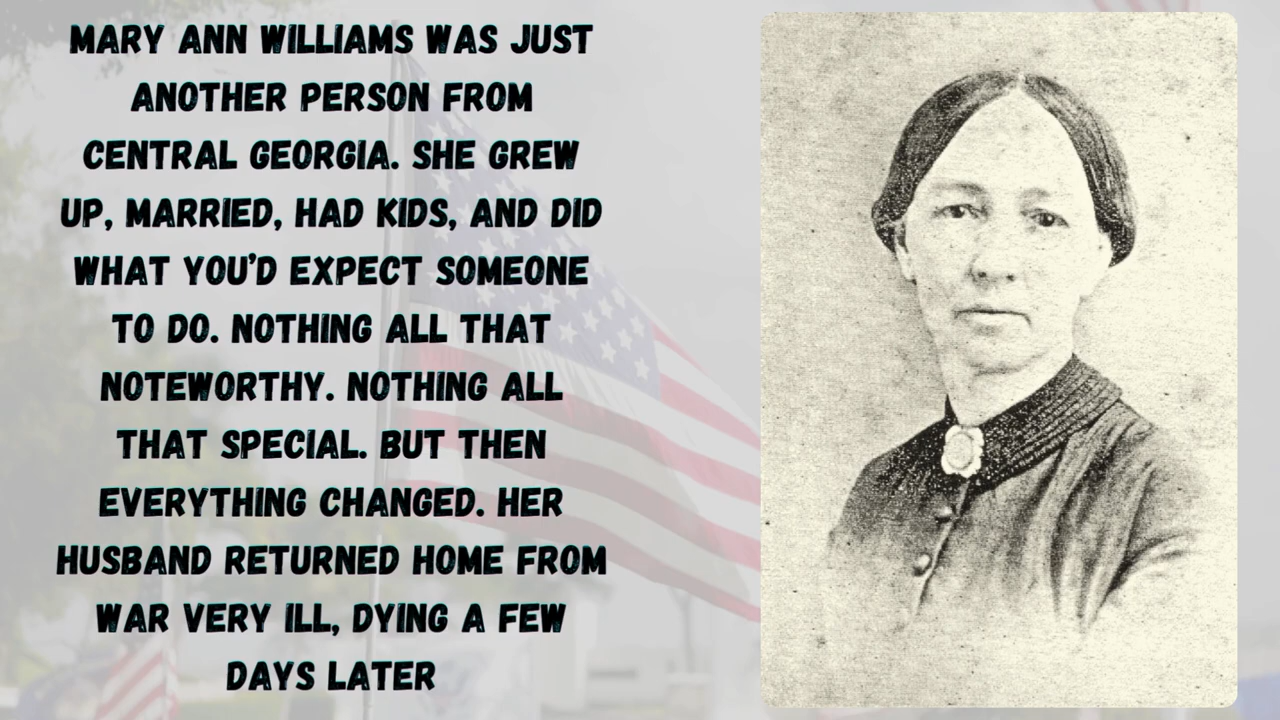 MARY ANN WILLIAMS WAS JUST
ANOTHER PERSON FROM
CENTRAL GEORGIA. SHE GREW
UP, MARRIED, HAD KIDS, AND DID
WHAT YOU'D EXPECT SOMEONE
TO DO. NOTHING ALL THAT
NOTEWORTHY. NOTHING ALL
THAT SPECIAL. BUT THEN
EVERYTHING CHANGED. HER
HUSBAND RETURNED HOME FROM
WAR VERY ILL, DYING A FEW
DAYS LATER